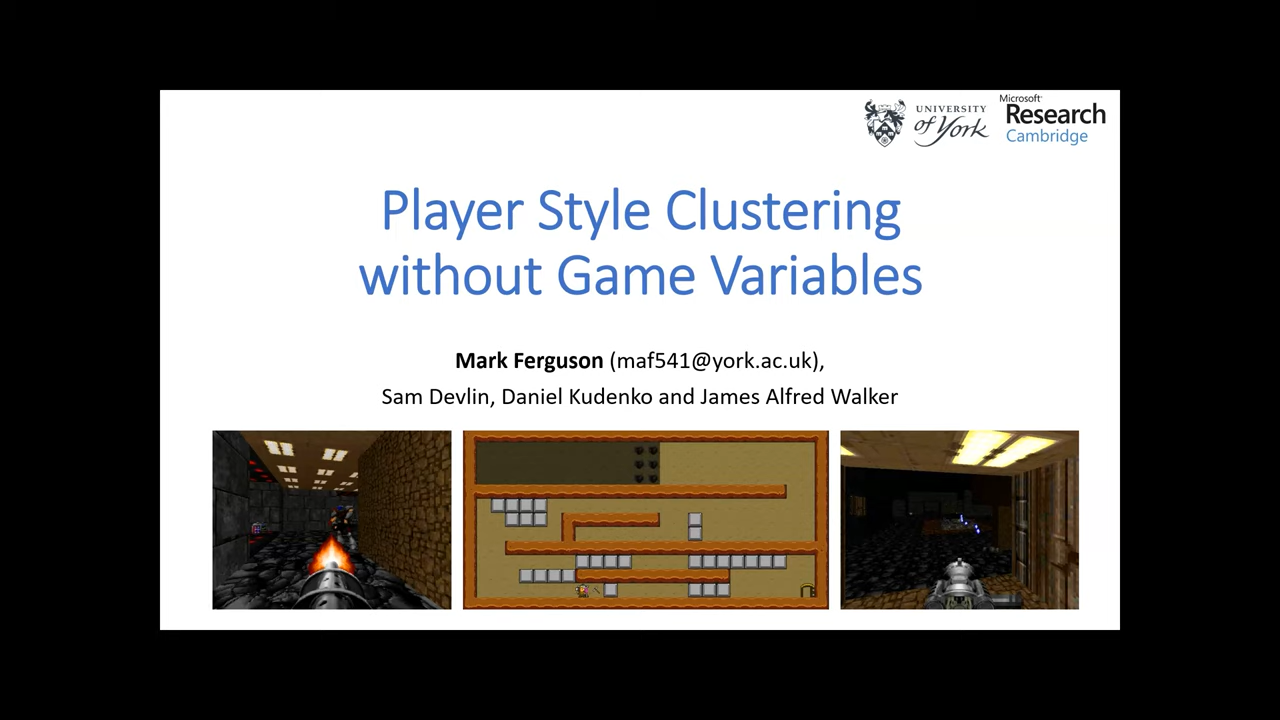 UNIVERSITY
of York
Microsoft
Research
Cambridge
Player Style Clustering
without Game Variables
Mark Ferguson (maf541@york.ac.uk),
Sam Devlin, Daniel Kudenko and James Alfred Walker